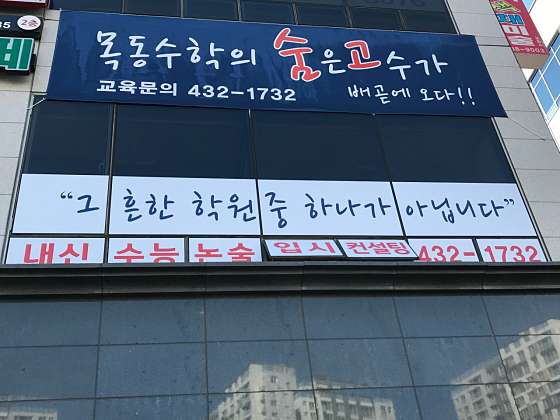 2층
목동수학의 숨은고수가
교육문의 432-1732
배곧에 오다!!
"그 흔한 학원 중 하나가 아닙니다"
내신 수능 논술 입시 컨설팅 432-1732